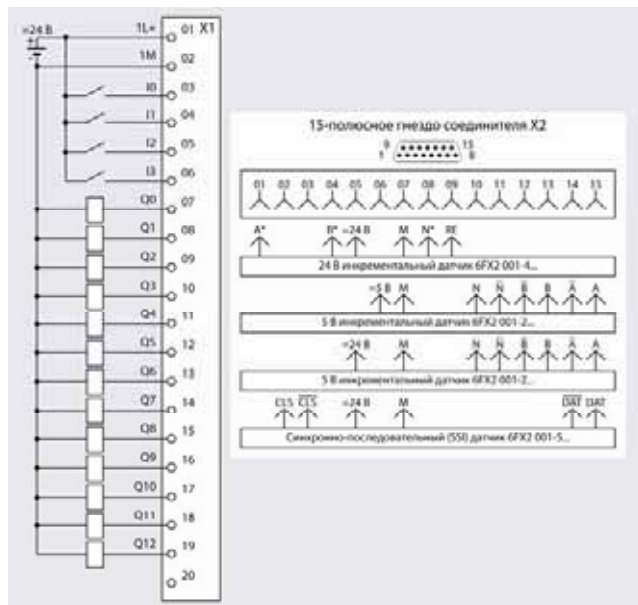 =24 В
1L+ 01 X1
1M 02
I0 03
I1 04
I2 05
I3 06
Q0 07
Q1 08
Q2 09
Q3 10
Q4 11
Q5 12
Q6 13
Q7 14
Q8 15
Q9 16
Q10 17
Q11 18
Q12 19
20
15-полюсное гнездо соединителя X2
9 15
1 8
01 02 03 04 05 06 07 08 09 10 11 12 13 14 15
A* B* =24 В M N* RE
24 В инкрементальный датчик 6FX2 001-4...
=5 В M N N̅ B̅ B A̅ A
5 В инкрементальный датчик 6FX2 001-2...
=24 В M N N̅ B̅ B A̅ A
5 В инкрементальный датчик 6FX2 001-2...
CLS C̅L̅S̅ =24 В M D̅A̅T̅ DAT
Синхронно-последовательный (SSI) датчик 6FX2 001-5...